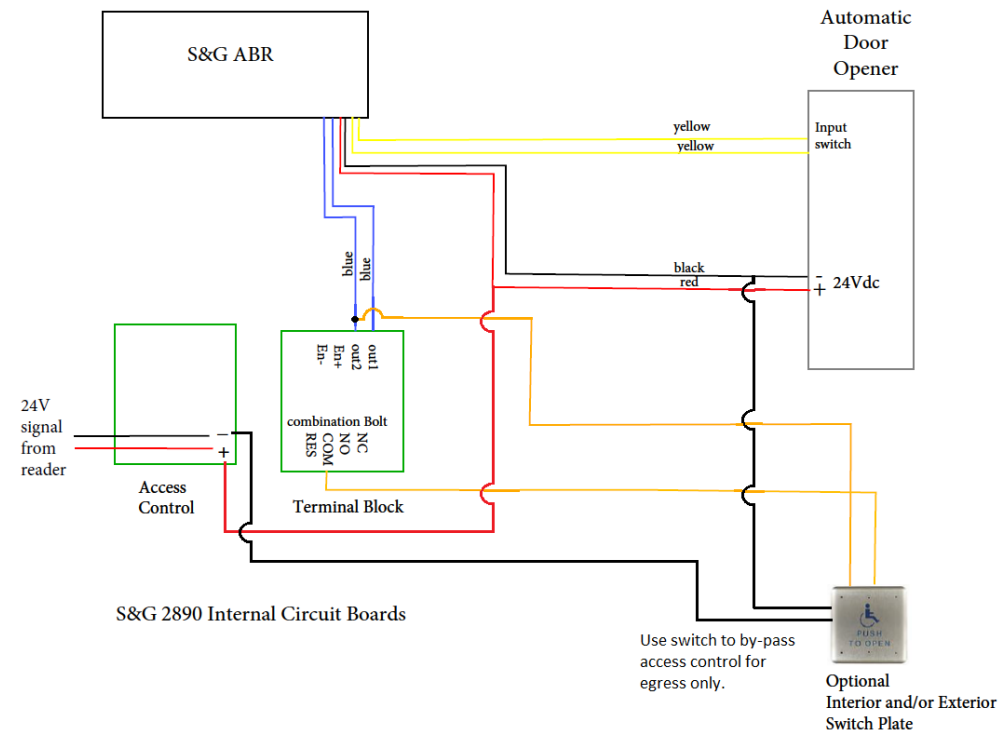 Automatic
Door
Opener
S&G ABR
yellow
yellow
Input
switch
black
red
-
+
24Vdc
blue
blue
En-
En+
out2
out1
combination Bolt
RES
COM
NO
NC
24V
signal
from
reader
-
+
Access
Control
Terminal Block
S&G 2890 Internal Circuit Boards
PUSH
TO OPEN
Use switch to by-pass
access control for
egress only.
Optional
Interior and/or Exterior
Switch Plate